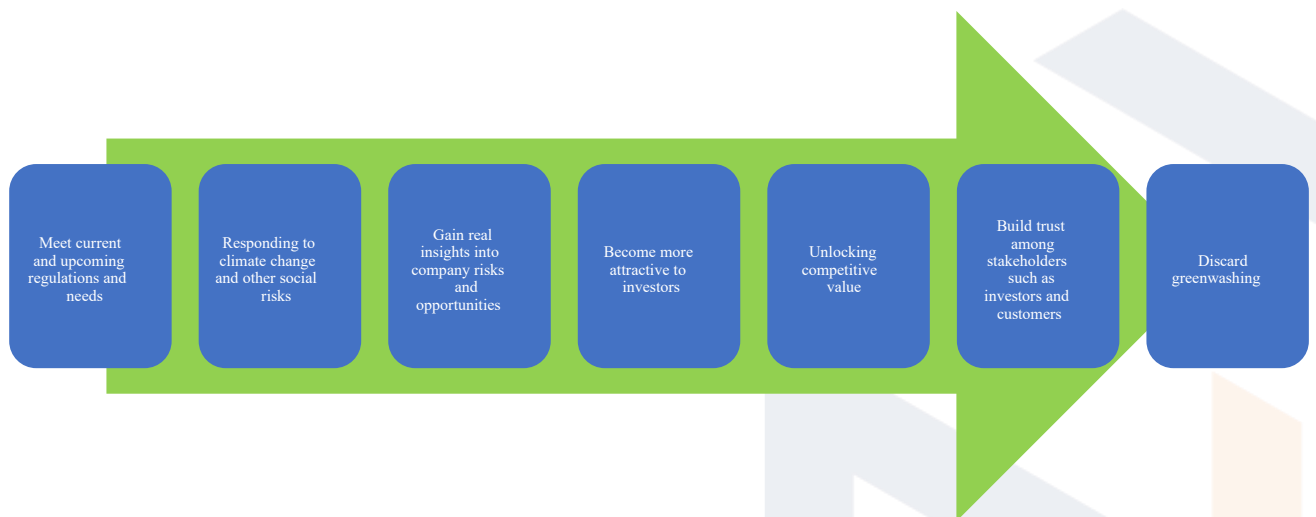 Meet current
and upcoming
regulations and
needs
Responding to
climate change
and other social
risks
Gain real
insights into
company risks
and
opportunities
Become more
attractive to
investors
Unlocking
competitive
value
Build trust
among
stakeholders
such as
investors and
customers
Discard
greenwashing